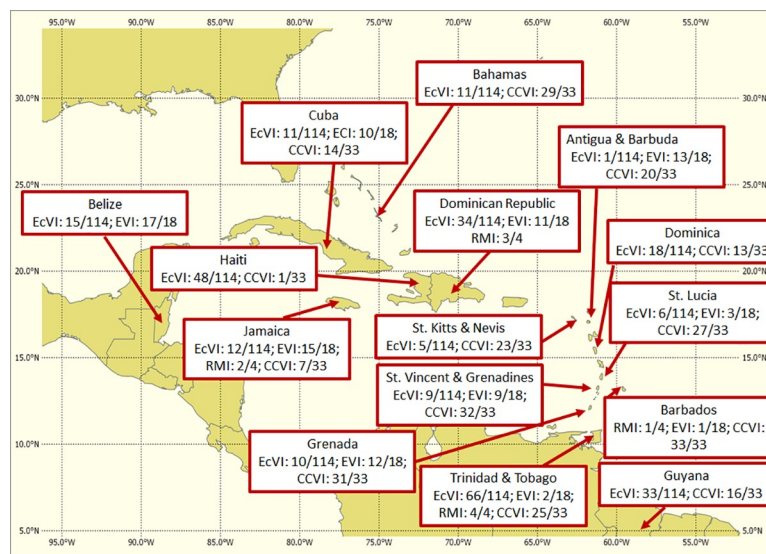 95.0°W 90.0°W 85.0°W 80.0°W 75.0°W 70.0°W 65.0°W 60.0°W 55.0°W
30.0°N
30.0°N
25.0°N
25.0°N
20.0°N
20.0°N
15.0°N
15.0°N
10.0°N
10.0°N
5.0°N
5.0°N
Bahamas
EcVI: 11/114; CCVI: 29/33
Cuba
EcVI: 11/114; ECI: 10/18;
CCVI: 14/33
Antigua & Barbuda
EcVI: 1/114; EVI: 13/18;
CCVI: 20/33
Belize
EcVI: 15/114; EVI: 17/18
Dominican Republic
EcVI: 34/114; EVI: 11/18
RMI: 3/4
Dominica
EcVI: 18/114; CCVI: 13/33
Haiti
EcVI: 48/114; CCVI: 1/33
St. Lucia
EcVI: 6/114; EVI: 3/18;
CCVI: 27/33
Jamaica
EcVI: 12/114; EVI:15/18;
RMI: 2/4; CCVI: 7/33
St. Kitts & Nevis
EcVI: 5/114; CCVI: 23/33
St. Vincent & Grenadines
EcVI: 9/114; EVI: 9/18;
CCVI: 32/33
Barbados
RMI: 1/4; EVI: 1/18; CCVI:
33/33
Grenada
EcVI: 10/114; EVI: 12/18;
CCVI: 31/33
Trinidad & Tobago
EcVI: 66/114; EVI: 2/18;
RMI: 4/4; CCVI: 25/33
Guyana
EcVI: 33/114; CCVI: 16/33
95.0°W 90.0°W 85.0°W 80.0°W 75.0°W 70.0°W 65.0°W 60.0°W 55.0°W